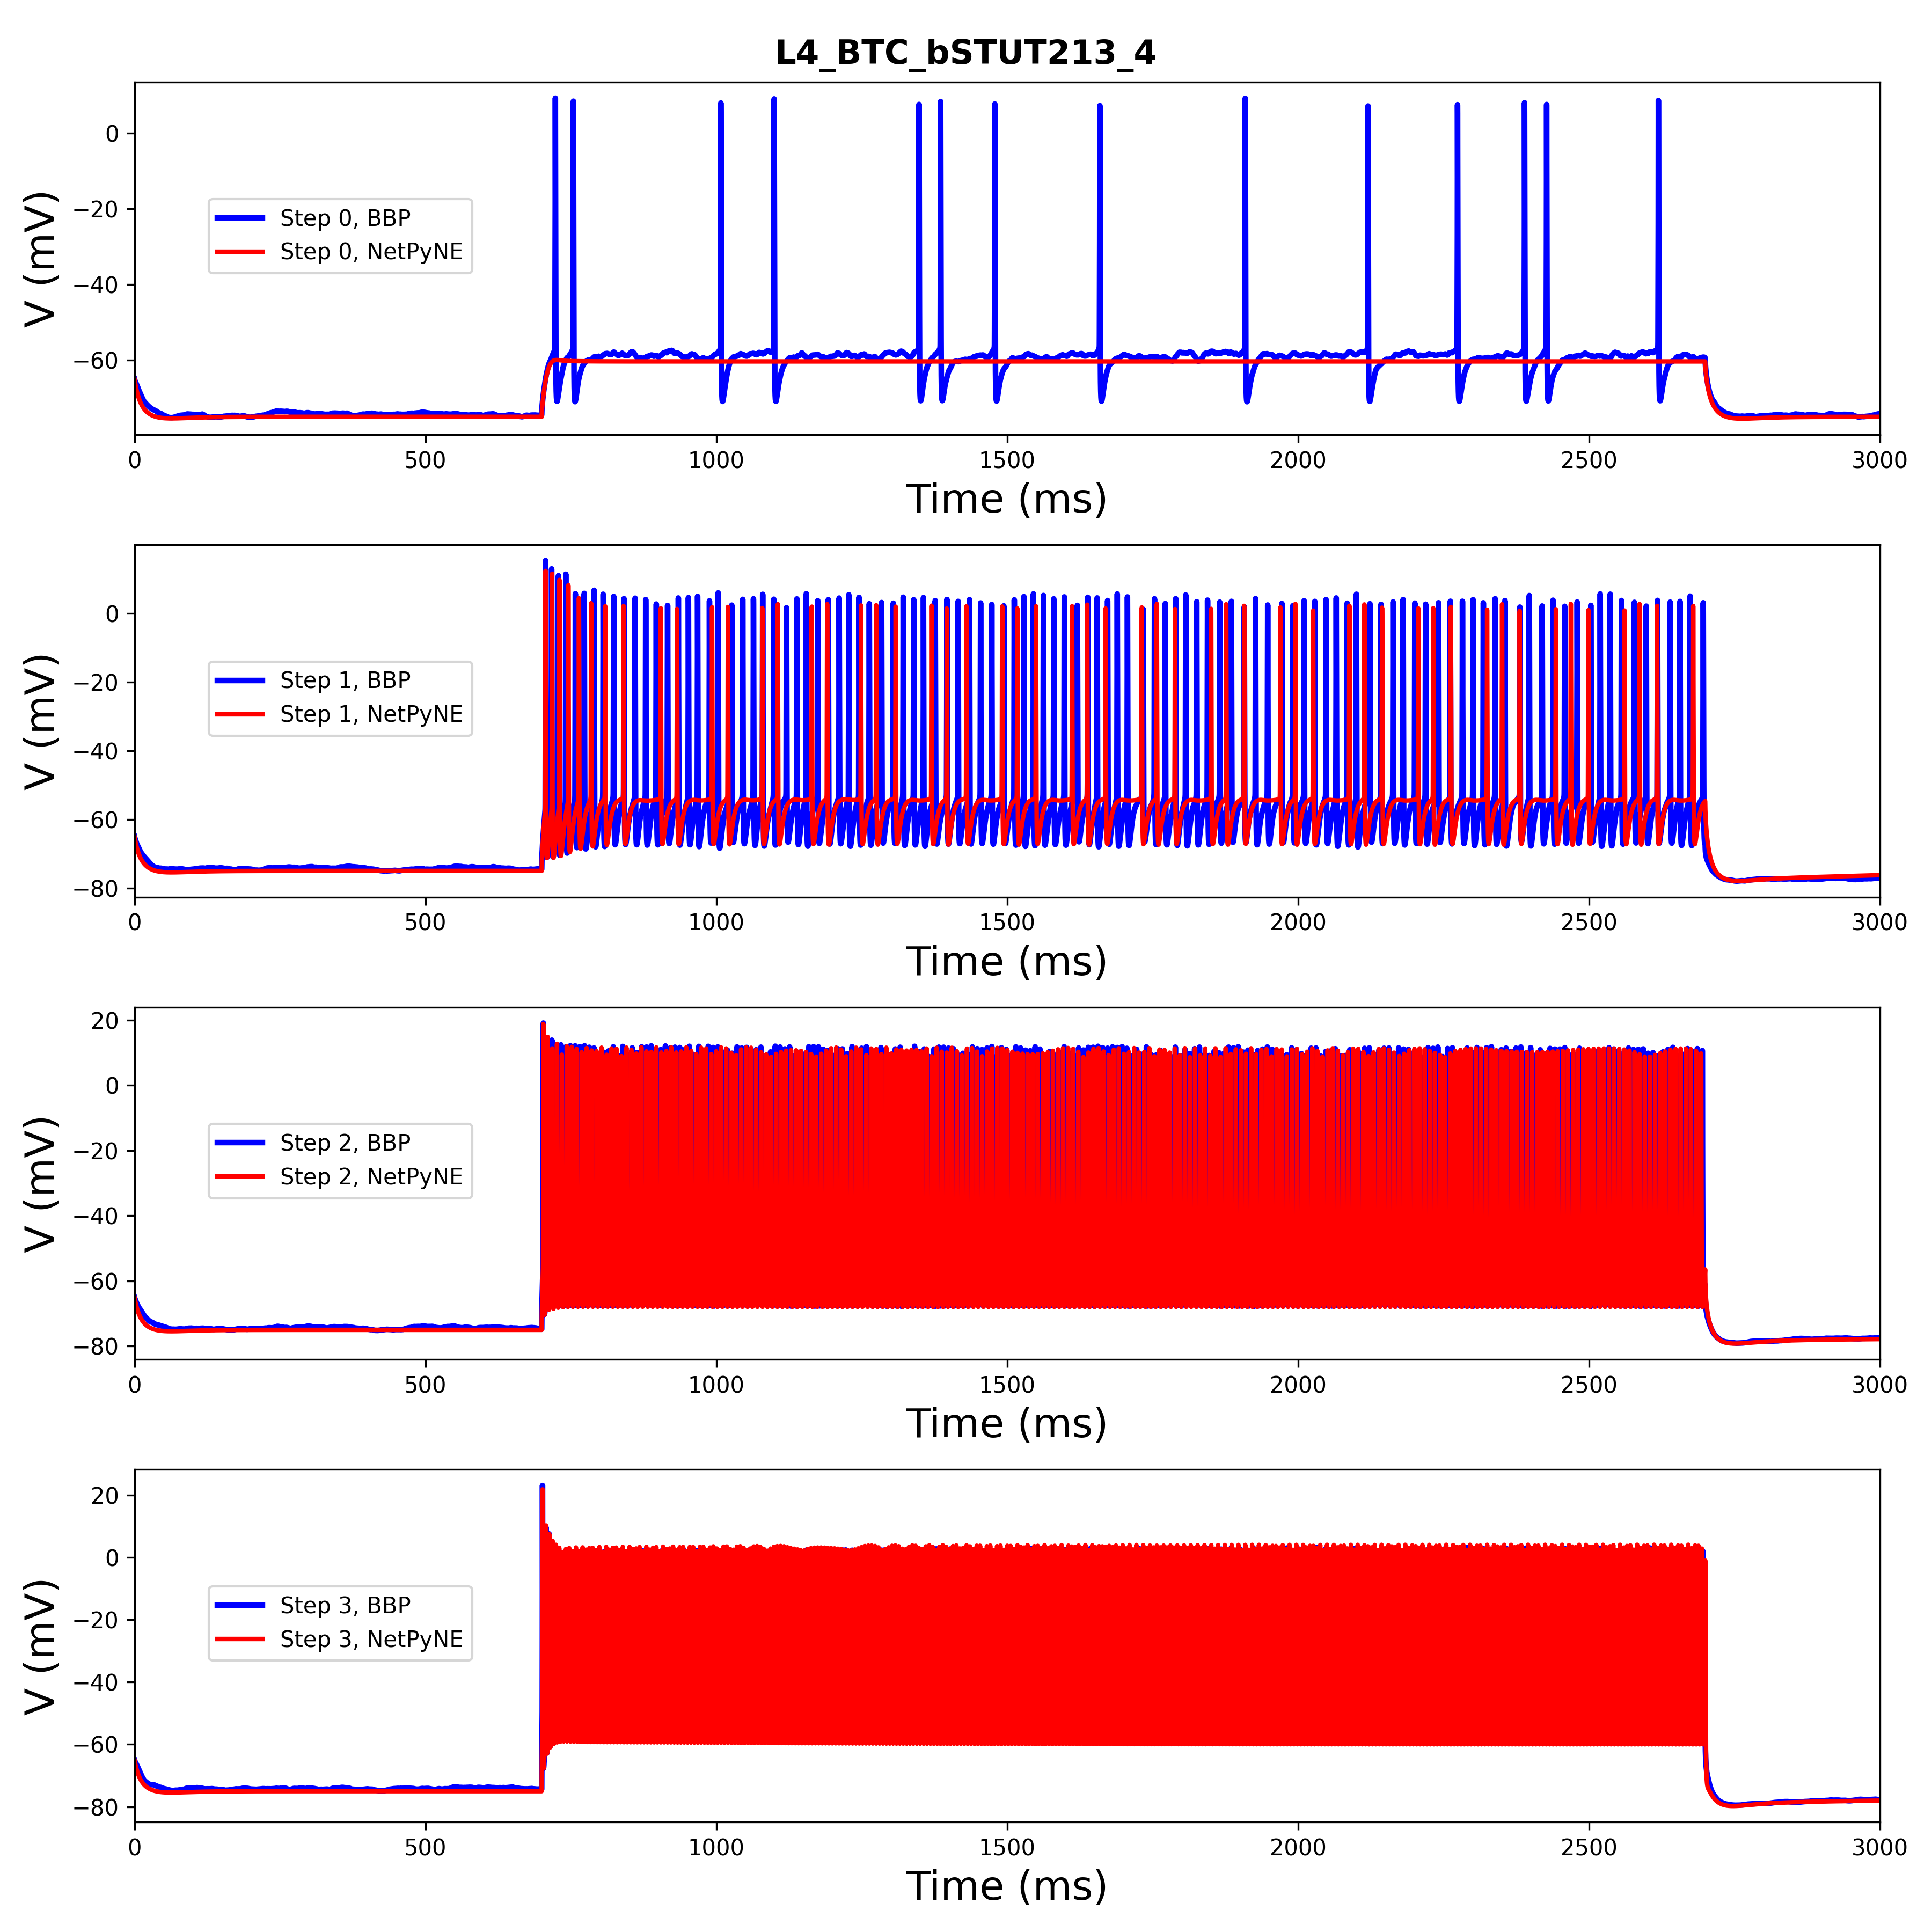 L4_BTC_bSTUT213_4
0
−20
−40
−60
V (mV)
Step 0, BBP
Step 0, NetPyNE
0 500 1000 1500 2000 2500 3000
Time (ms)
0
−20
−40
−60
−80
V (mV)
Step 1, BBP
Step 1, NetPyNE
0 500 1000 1500 2000 2500 3000
Time (ms)
20
0
−20
−40
−60
−80
V (mV)
Step 2, BBP
Step 2, NetPyNE
0 500 1000 1500 2000 2500 3000
Time (ms)
20
0
−20
−40
−60
−80
V (mV)
Step 3, BBP
Step 3, NetPyNE
0 500 1000 1500 2000 2500 3000
Time (ms)